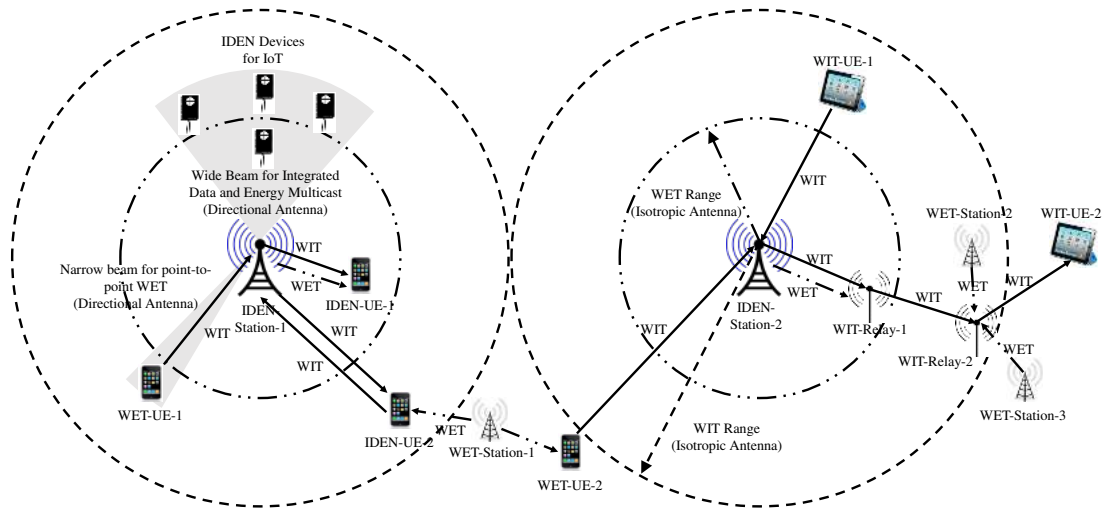 IDEN Devices
for IoT
Wide Beam for Integrated
Data and Energy Multicast
(Directional Antenna)
Narrow beam for point-to-
point WET
(Directional Antenna)
WIT
WET
IDEN-UE-1
IDEN-
Station-1
WIT
WIT
WIT
WET-UE-1
IDEN-UE-2
WET
WET-Station-1
WET-UE-2
WIT-UE-1
WIT
WET Range
(Isotropic Antenna)
WET-Station-2
WIT-UE-2
IDEN-
Station-2
WET
WIT
WIT
WIT-Relay-1
WIT
WET
WIT
WIT-Relay-2
WET
WET-Station-3
WIT Range
(Isotropic Antenna)